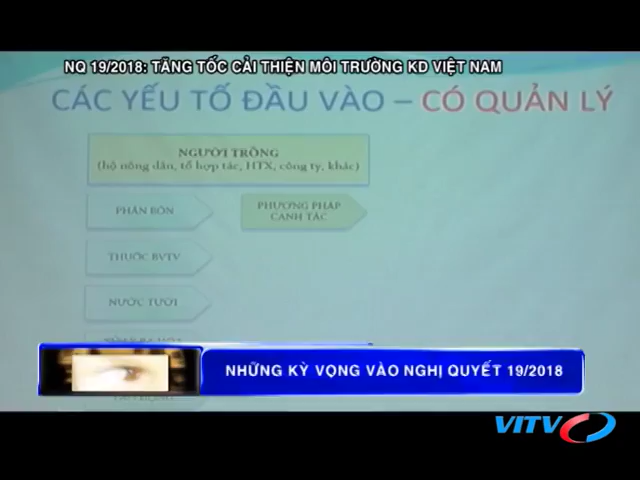 NQ 19/2018: TĂNG TỐC CẢI THIỆN MÔI TRƯỜNG KD VIỆT NAM
CÁC YẾU TỐ ĐẦU VÀO – CÓ QUẢN LÝ
NGƯỜI TRỒNG
(hộ nông dân, tổ hợp tác, HTX, công ty, khác)
PHÂN BÓN
PHƯƠNG PHÁP
CANH TÁC
THUỐC BVTV
NƯỚC TƯỚI
NHỮNG KỲ VỌNG VÀO NGHỊ QUYẾT 19/2018
VITV